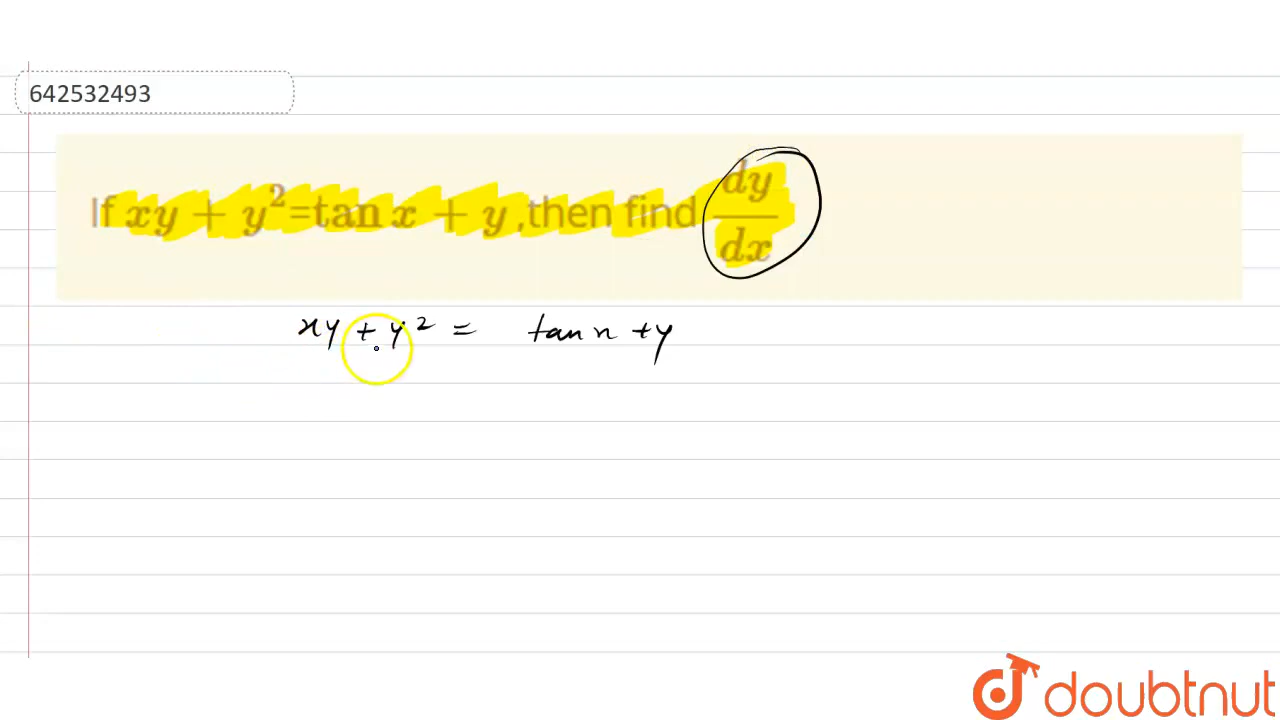 642532493
If xy + y²=tan x + y ,then find dy/dx
xy + y² = tan x + y
doubtnut